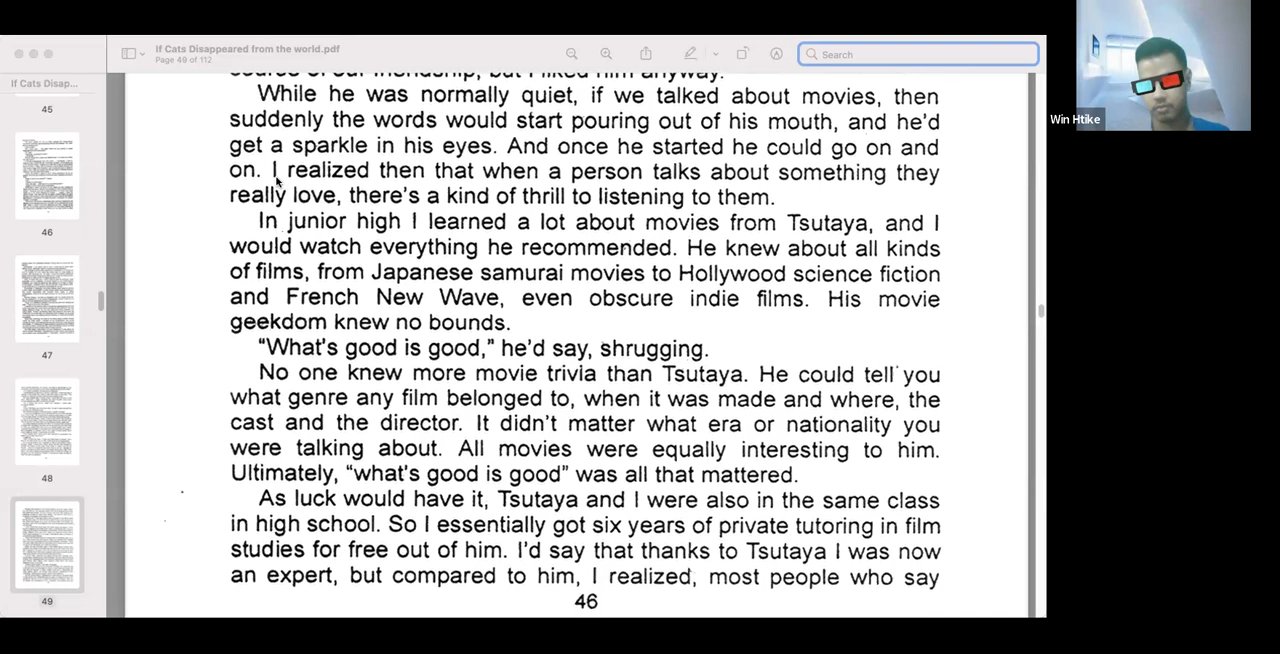 If Cats Disappeared from the world.pdf
Page 49 of 112
Search
If Cats Disap...
45
46
47
48
49
Win Htike
course of our friendship, but I liked him anyway.
While he was normally quiet, if we talked about movies, then
suddenly the words would start pouring out of his mouth, and he'd
get a sparkle in his eyes. And once he started he could go on and
on. I realized then that when a person talks about something they
really love, there's a kind of thrill to listening to them.
In junior high I learned a lot about movies from Tsutaya, and I
would watch everything he recommended. He knew about all kinds
of films, from Japanese samurai movies to Hollywood science fiction
and French New Wave, even obscure indie films. His movie
geekdom knew no bounds.
“What's good is good,” he'd say, shrugging.
No one knew more movie trivia than Tsutaya. He could tell you
what genre any film belonged to, when it was made and where, the
cast and the director. It didn't matter what era or nationality you
were talking about. All movies were equally interesting to him.
Ultimately, “what's good is good” was all that mattered.
As luck would have it, Tsutaya and I were also in the same class
in high school. So I essentially got six years of private tutoring in film
studies for free out of him. I'd say that thanks to Tsutaya I was now
an expert, but compared to him, I realized, most people who say
46